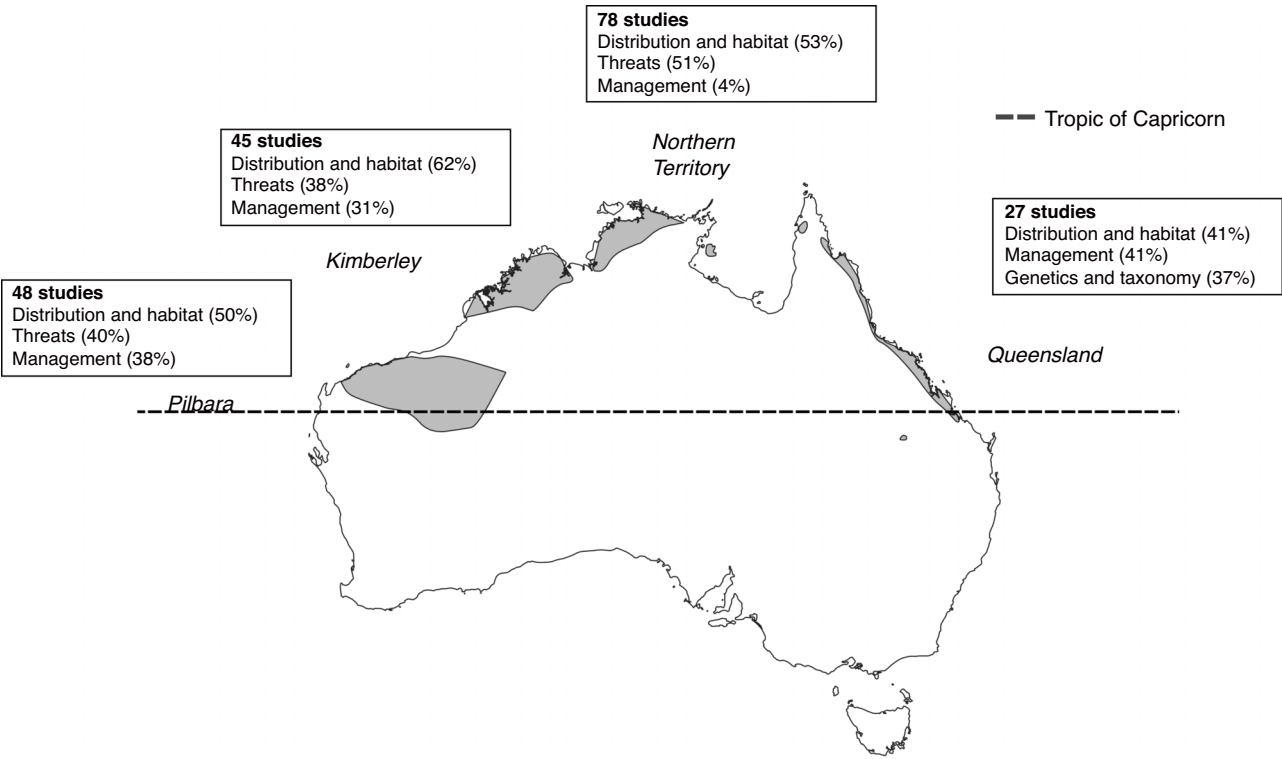 78 studies
Distribution and habitat (53%)
Threats (51%)
Management (4%)
Tropic of Capricorn
Northern
Territory
45 studies
Distribution and habitat (62%)
Threats (38%)
Management (31%)
27 studies
Distribution and habitat (41%)
Management (41%)
Genetics and taxonomy (37%)
Kimberley
48 studies
Distribution and habitat (50%)
Threats (40%)
Management (38%)
Queensland
Pilbara